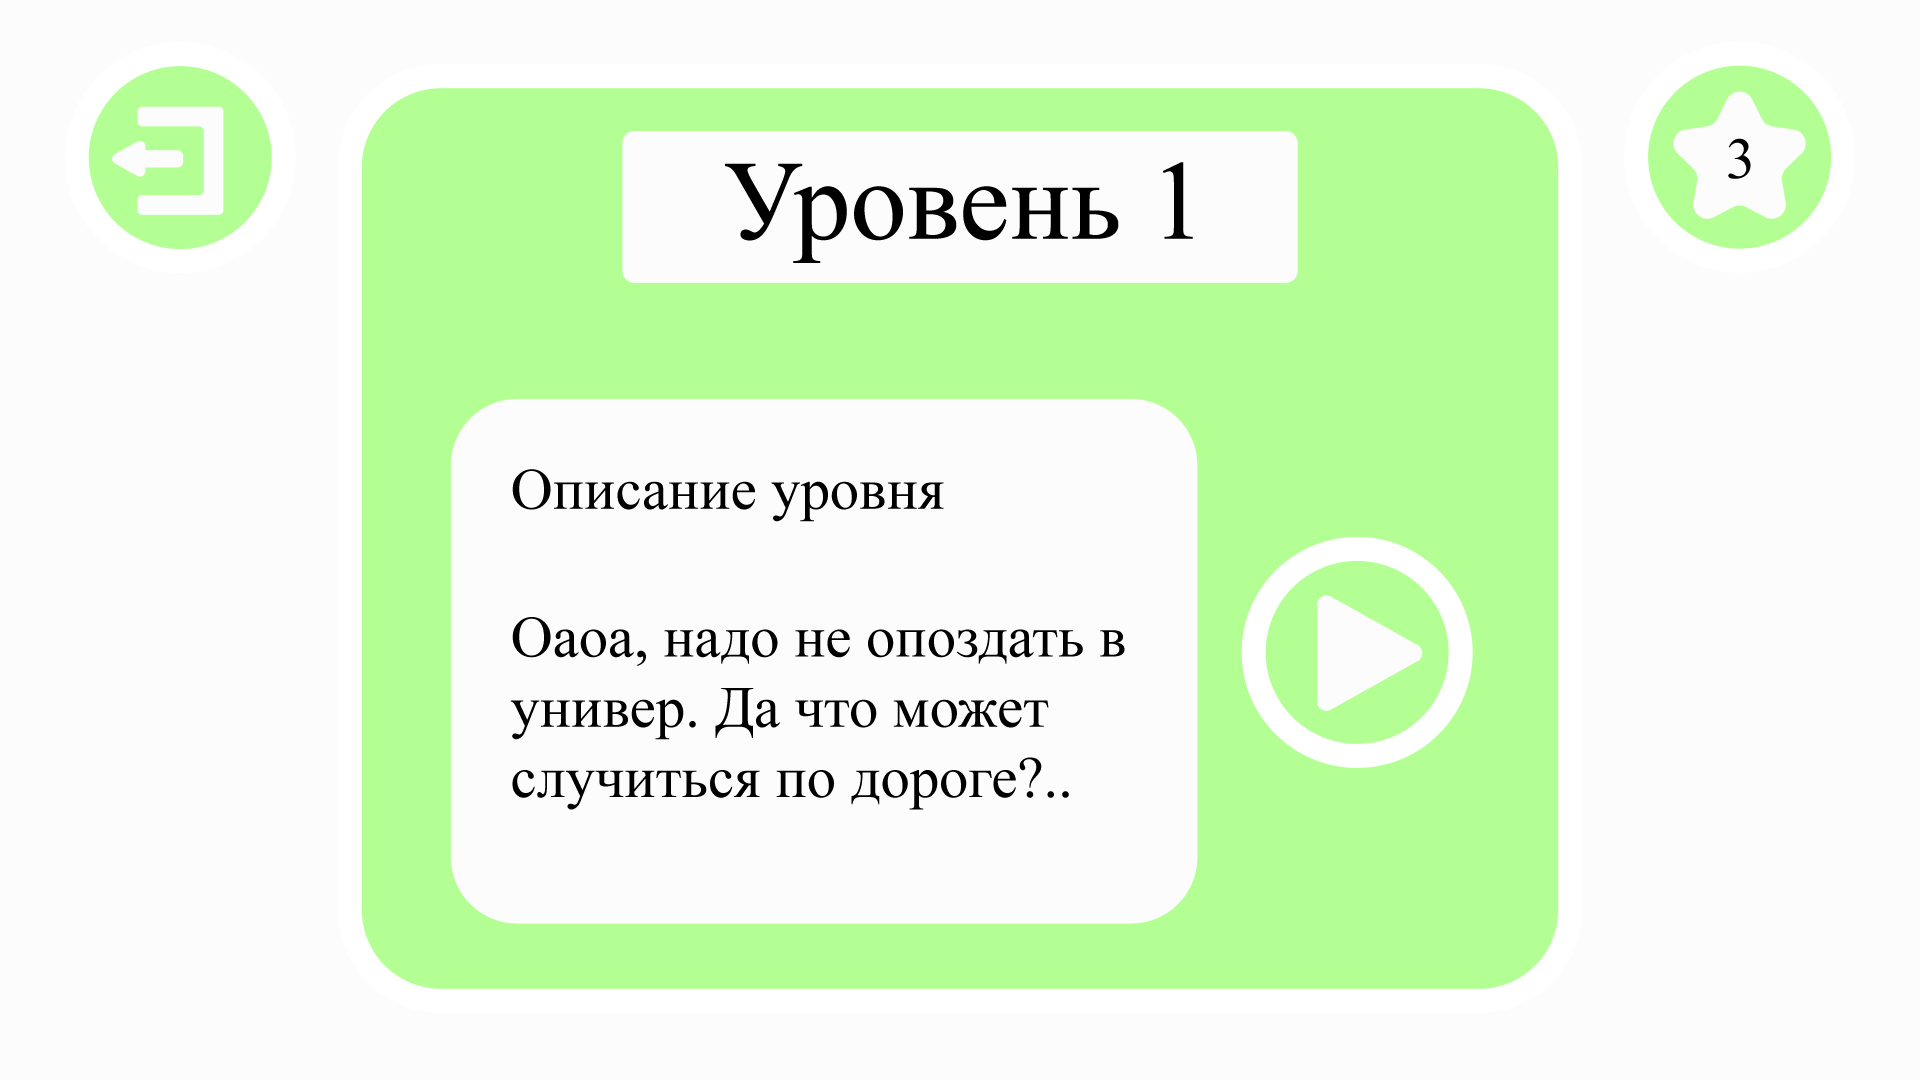 Уровень 1
3
Описание уровня
Оаоа, надо не опоздать в
универ. Да что может
случиться по дороге?..